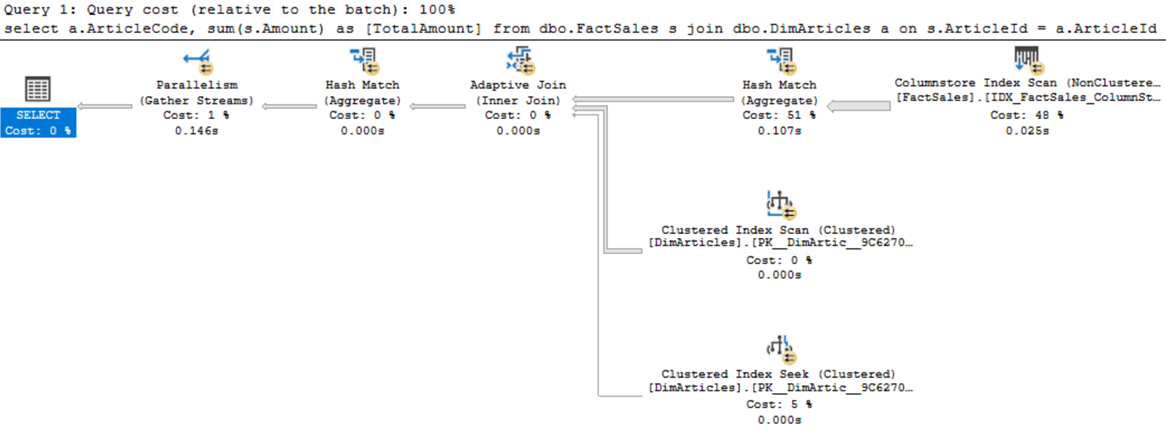 Query 1: Query cost (relative to the batch): 100%
select a.ArticleCode, sum(s.Amount) as [TotalAmount] from dbo.FactSales s join dbo.DimArticles a on s.ArticleId = a.ArticleId
SELECT
Cost: 0 %
Parallelism
(Gather Streams)
Cost: 1 %
0.146s
Hash Match
(Aggregate)
Cost: 0 %
0.000s
Adaptive Join
(Inner Join)
Cost: 0 %
0.000s
Hash Match
(Aggregate)
Cost: 51 %
0.107s
Columnstore Index Scan (NonClustere...
[FactSales].[IDX_FactSales_ColumnSt...
Cost: 48 %
0.025s
Clustered Index Scan (Clustered)
[DimArticles].[PK__DimArtic__9C6270...
Cost: 0 %
0.000s
Clustered Index Seek (Clustered)
[DimArticles].[PK__DimArtic__9C6270...
Cost: 5 %
0.000s